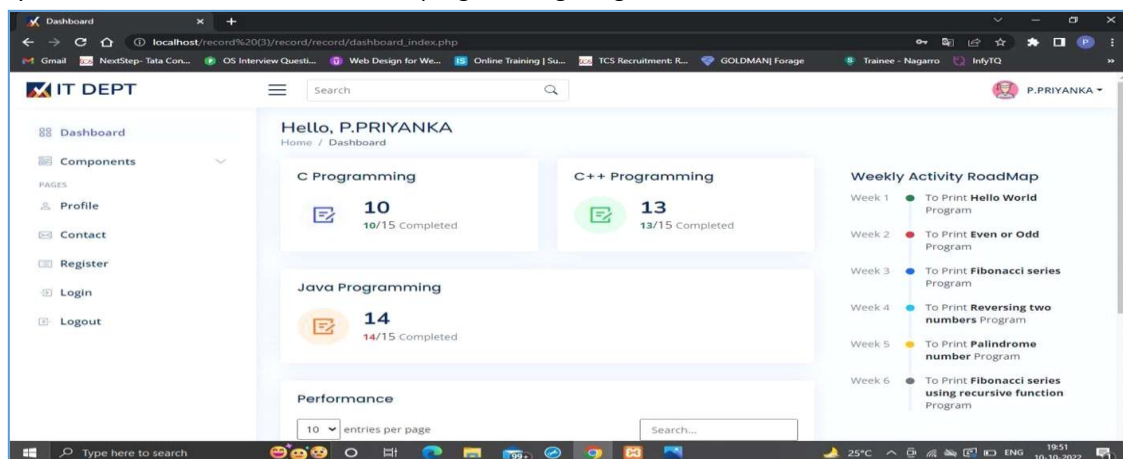 Dashboard
localhost/record%20(3)/record/record/dashboard_index.php
Gmail NextStep- Tata Con... OS Interview Questi... Web Design for We... Online Training | Su... TCS Recruitment: R... GOLDMAN| Forage Trainee - Nagarro InfyTQ
IT DEPT Search P.PRIYANKA
Dashboard
Components
PAGES
Profile
Contact
Register
Login
Logout
Hello, P.PRIYANKA
Home / Dashboard
C Programming
10
10/15 Completed
C++ Programming
13
13/15 Completed
Java Programming
14
14/15 Completed
Performance
10 entries per page Search...
Weekly Activity RoadMap
Week 1 To Print Hello World
Program
Week 2 To Print Even or Odd
Program
Week 3 To Print Fibonacci series
Program
Week 4 To Print Reversing two
numbers Program
Week 5 To Print Palindrome
number Program
Week 6 To Print Fibonacci series
using recursive function
Program
Type here to search 99+ 25°C ENG 19:51
10-10-2022